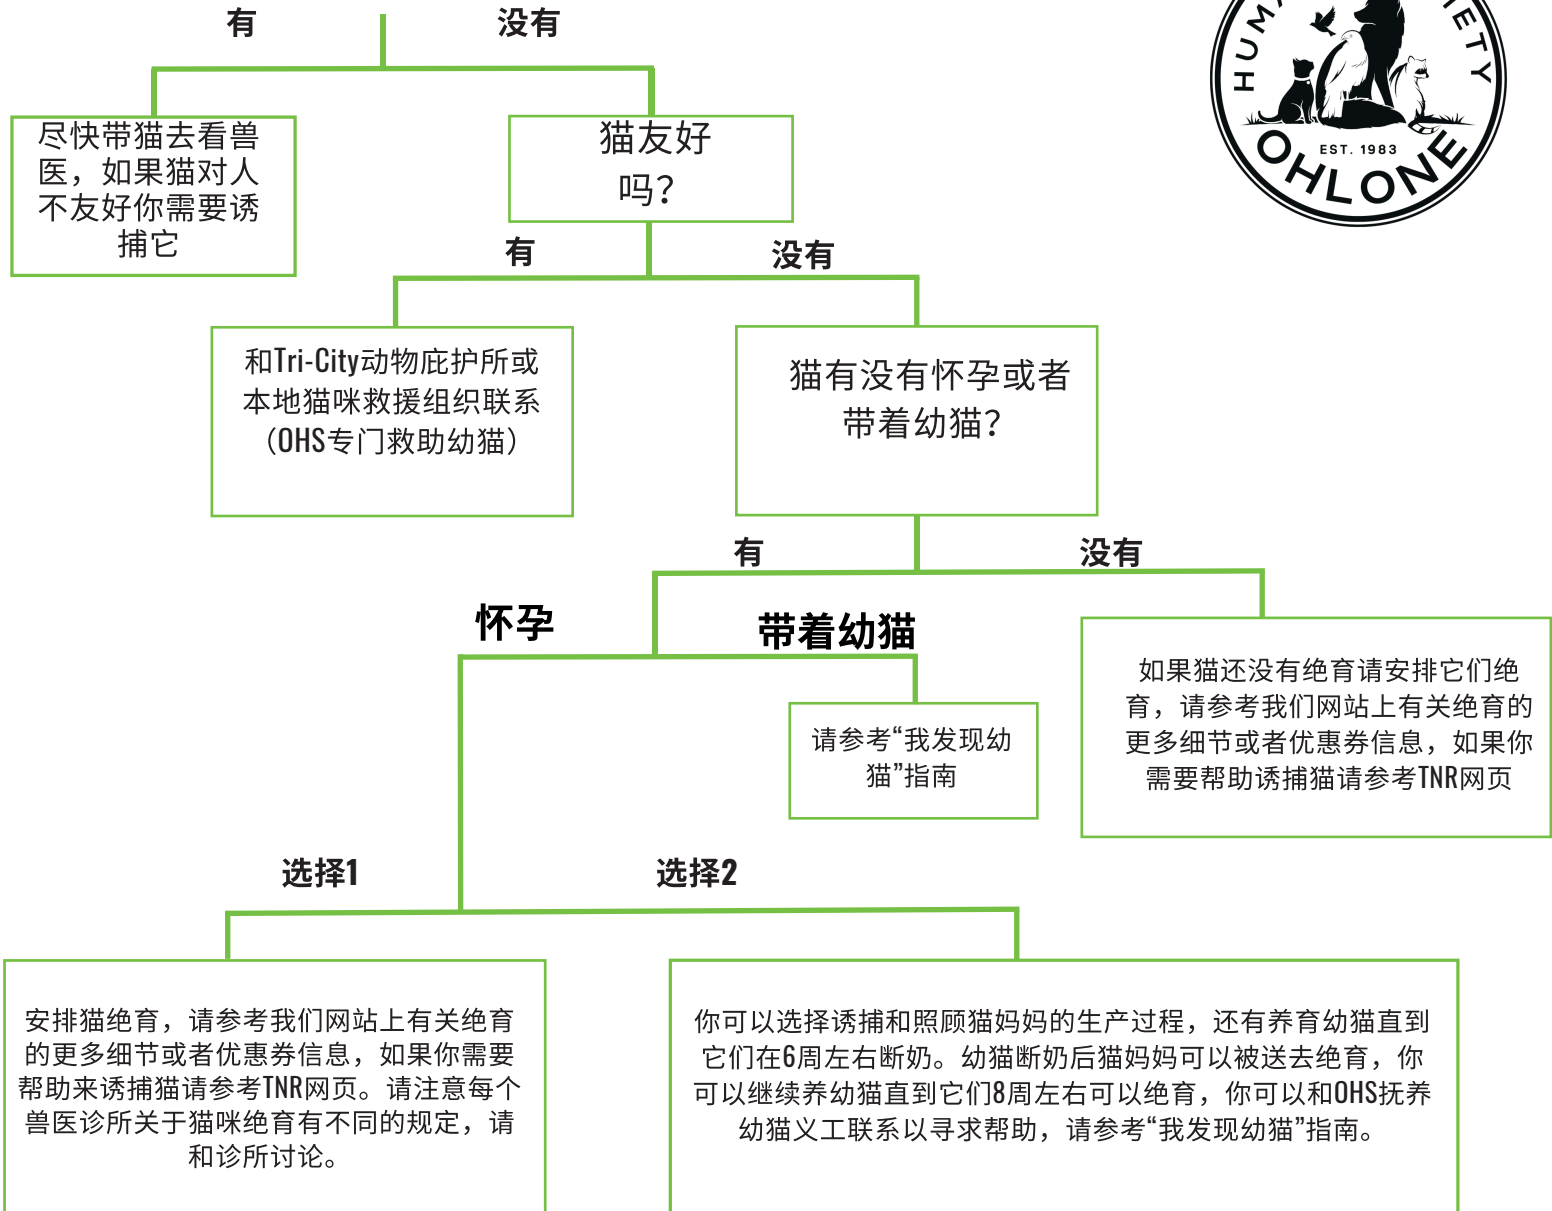 有
没有
尽快带猫去看兽
医，如果猫对人
不友好你需要诱
捕它
猫友好
吗？
EST. 1983
OHLONE
有
没有
和Tri-City动物庇护所或
本地猫咪救援组织联系
（OHS专门救助幼猫）
猫有没有怀孕或者
带着幼猫？
有
没有
怀孕
带着幼猫
请参考“我发现幼
猫”指南
如果猫还没有绝育请安排它们绝
育，请参考我们网站上有关绝育的
更多细节或者优惠券信息，如果你
需要帮助诱捕猫请参考TNR网页
选择1
选择2
安排猫绝育，请参考我们网站上有关绝育
的更多细节或者优惠券信息，如果你需要
帮助来诱捕猫请参考TNR网页。请注意每个
兽医诊所关于猫咪绝育有不同的规定，请
和诊所讨论。
你可以选择诱捕和照顾猫妈妈的生产过程，还有养育幼猫直到
它们在6周左右断奶。幼猫断奶后猫妈妈可以被送去绝育，你
可以继续养幼猫直到它们8周左右可以绝育，你可以和OHS抚养
幼猫义工联系以寻求帮助，请参考“我发现幼猫”指南。